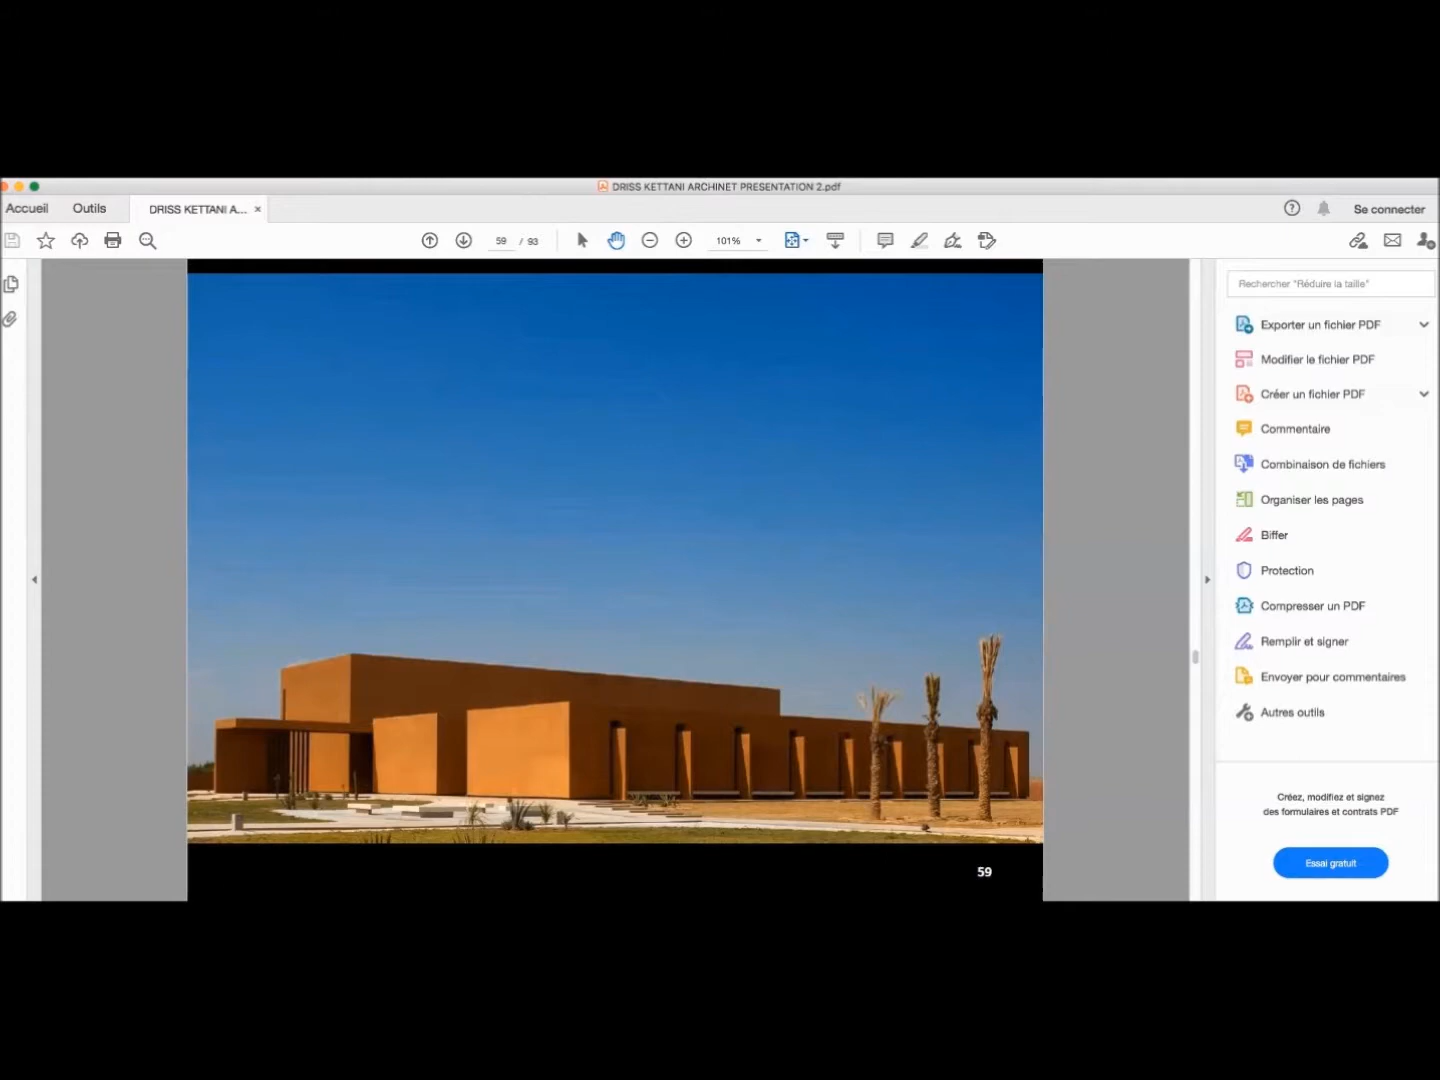 DRISS KETTANI ARCHINET PRESENTATION 2.pdf
Accueil Outils DRISS KETTANI A... × Se connecter
59 / 93 101%
Rechercher "Réduire la taille"
Exporter un fichier PDF
Modifier le fichier PDF
Créer un fichier PDF
Commentaire
Combinaison de fichiers
Organiser les pages
Biffer
Protection
Compresser un PDF
Remplir et signer
Envoyer pour commentaires
Autres outils
Créez, modifiez et signez
des formulaires et contrats PDF
Essai gratuit
59